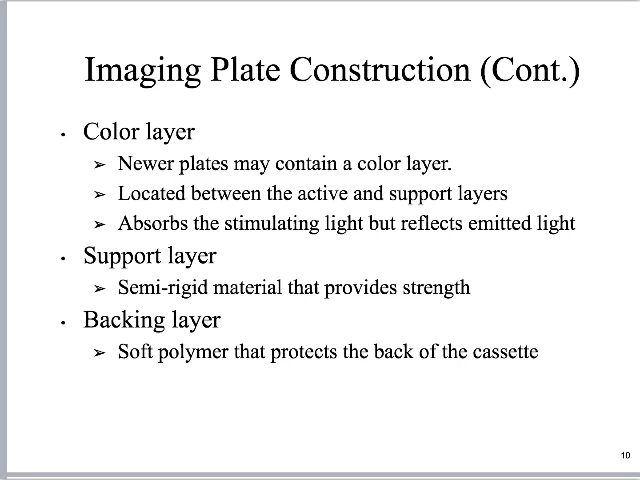 Imaging Plate Construction (Cont.)
• Color layer
➢ Newer plates may contain a color layer.
➢ Located between the active and support layers
➢ Absorbs the stimulating light but reflects emitted light
• Support layer
➢ Semi-rigid material that provides strength
• Backing layer
➢ Soft polymer that protects the back of the cassette
10